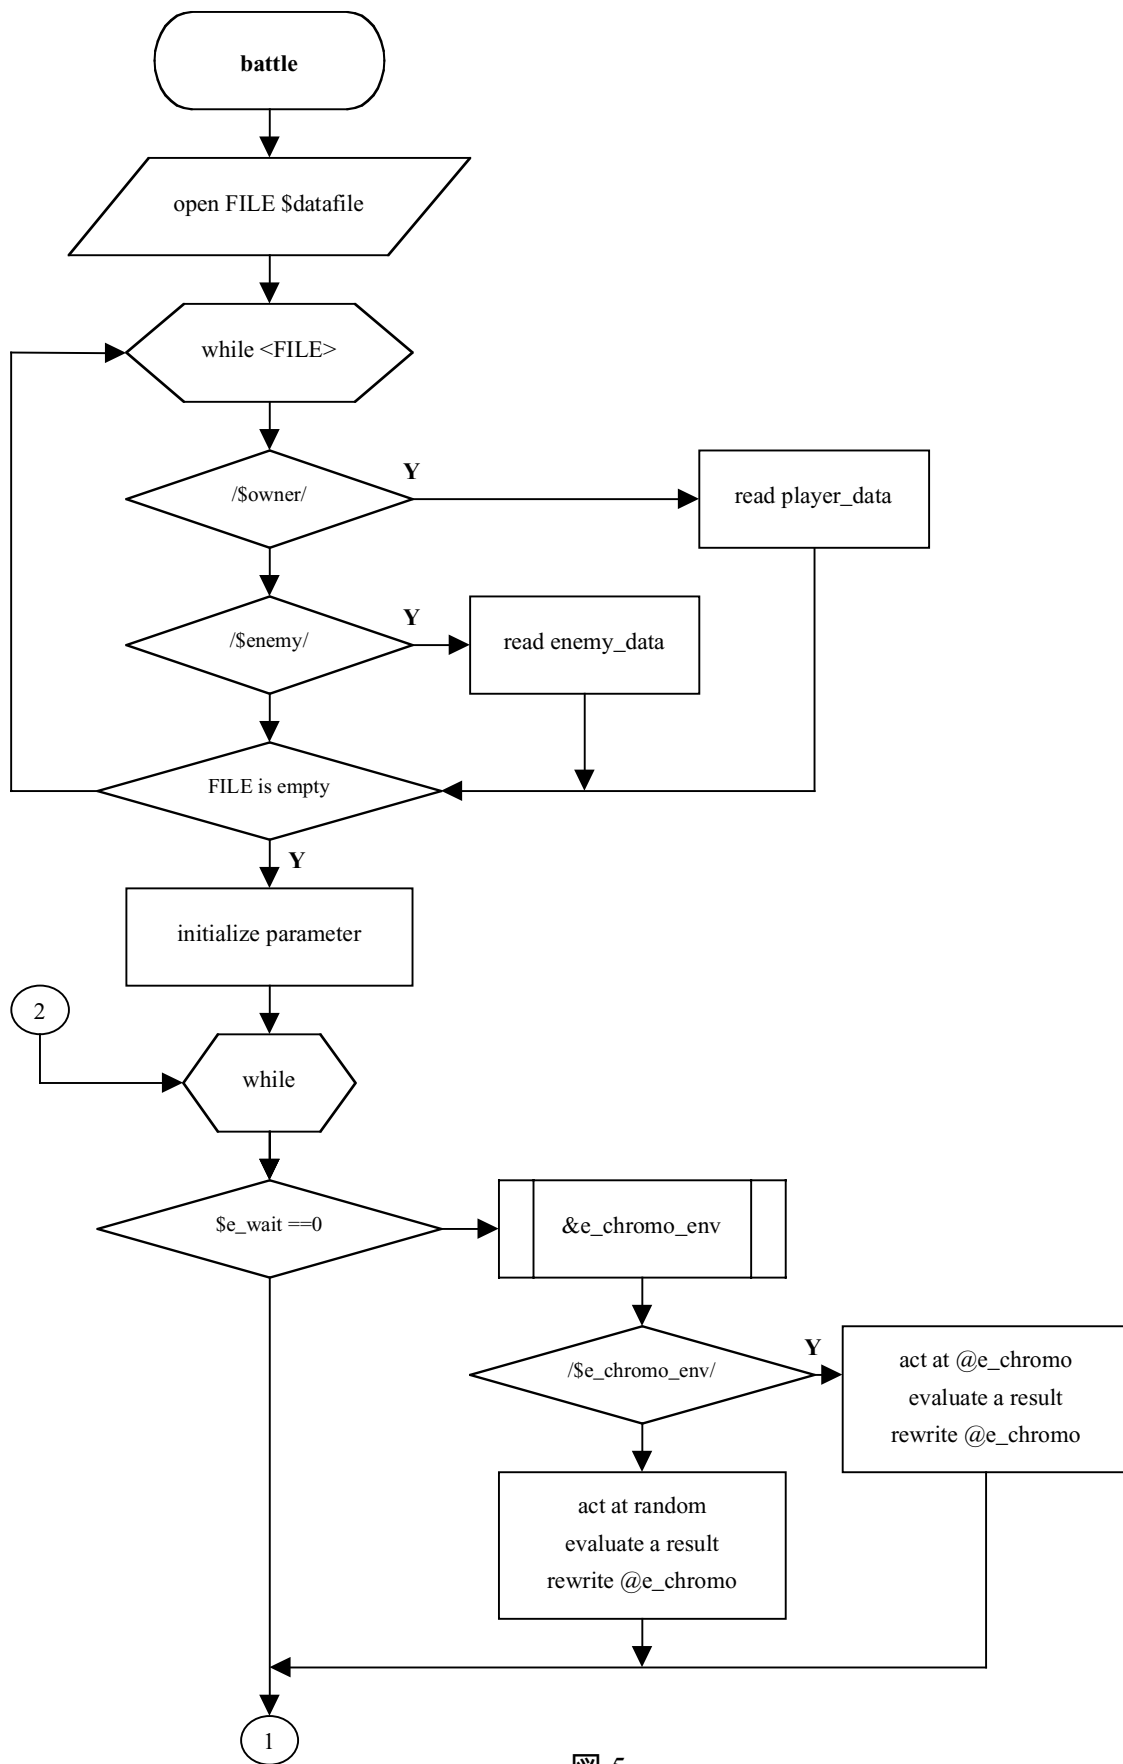 battle
open FILE $datafile
while <FILE>
Y
/$owner/
read player_data
Y
/$enemy/
read enemy_data
FILE is empty
Y
initialize parameter
2
while
$e_wait ==0
&e_chromo_env
Y
/$e_chromo_env/
act at @e_chromo
evaluate a result
rewrite @e_chromo
act at random
evaluate a result
rewrite @e_chromo
1
図 5